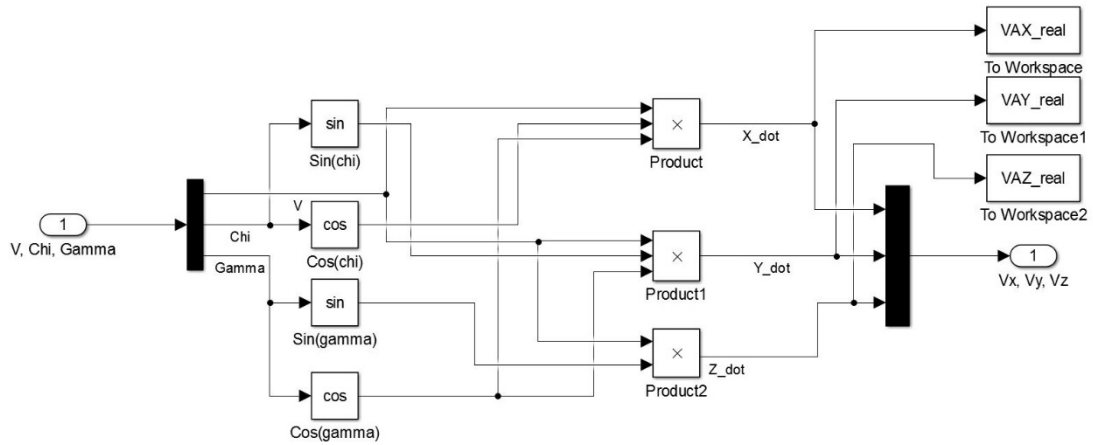 VAX_real
To Workspace
VAY_real
To Workspace1
VAZ_real
To Workspace2
sin
Sin(chi)
×
Product
X_dot
1
V, Chi, Gamma
V
Chi
Gamma
cos
Cos(chi)
×
Product1
Y_dot
1
Vx, Vy, Vz
sin
Sin(gamma)
×
Product2
Z_dot
cos
Cos(gamma)